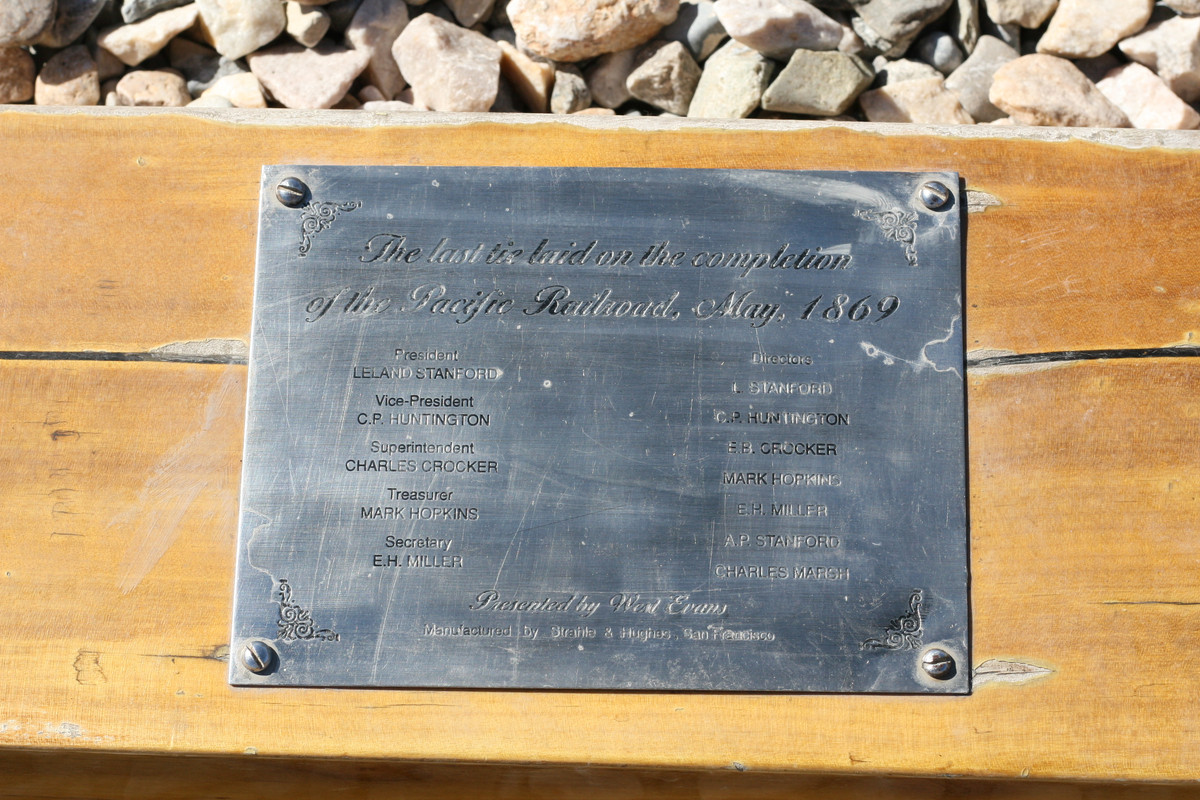 The last tie laid on the completion
of the Pacific Railroad, May, 1869
President
LELAND STANFORD
Vice-President
C.P. HUNTINGTON
Superintendent
CHARLES CROCKER
Treasurer
MARK HOPKINS
Secretary
E.H. MILLER
Directors
L STANFORD
C.P. HUNTINGTON
E.B. CROCKER
MARK HOPKINS
E.H. MILLER
A.P. STANFORD
CHARLES MARSH
Presented by West Evans
Manufactured by Strahle & Hughes, San Francisco